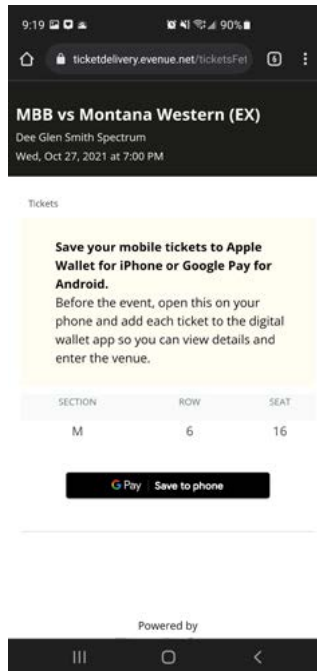 9:19 90%
ticketdelivery.evenue.net/ticketsFet 6
MBB vs Montana Western (EX)
Dee Glen Smith Spectrum
Wed, Oct 27, 2021 at 7:00 PM
Tickets
Save your mobile tickets to Apple
Wallet for iPhone or Google Pay for
Android.
Before the event, open this on your
phone and add each ticket to the digital
wallet app so you can view details and
enter the venue.
SECTION ROW SEAT
M 6 16
G Pay Save to phone
Powered by